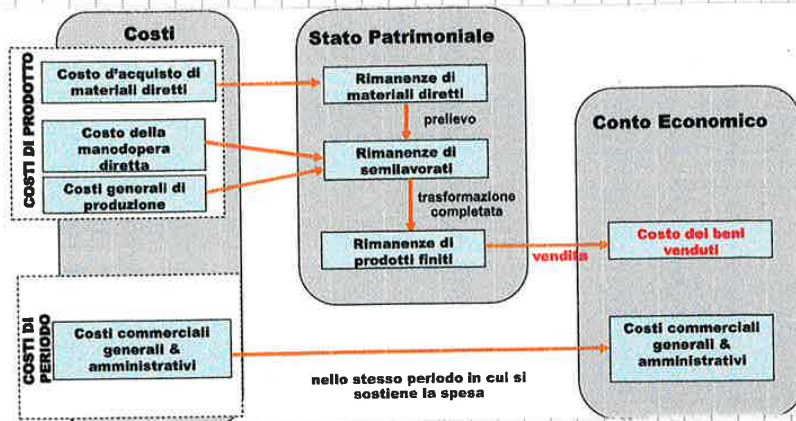 Costi
COSTI DI PRODOTTO
Costo d'acquisto di
materiali diretti
Costo della
manodopera
diretta
Costi generali di
produzione
COSTI DI
PERIODO
Costi commerciali
generali &
amministrativi
Stato Patrimoniale
Rimanenze di
materiali diretti
prelievo
Rimanenze di
semilavorati
trasformazione
completata
Rimanenze di
prodotti finiti
vendita
nello stesso periodo in cui si
sostiene la spesa
Conto Economico
Costo dei beni
venduti
Costi commerciali
generali &
amministrativi